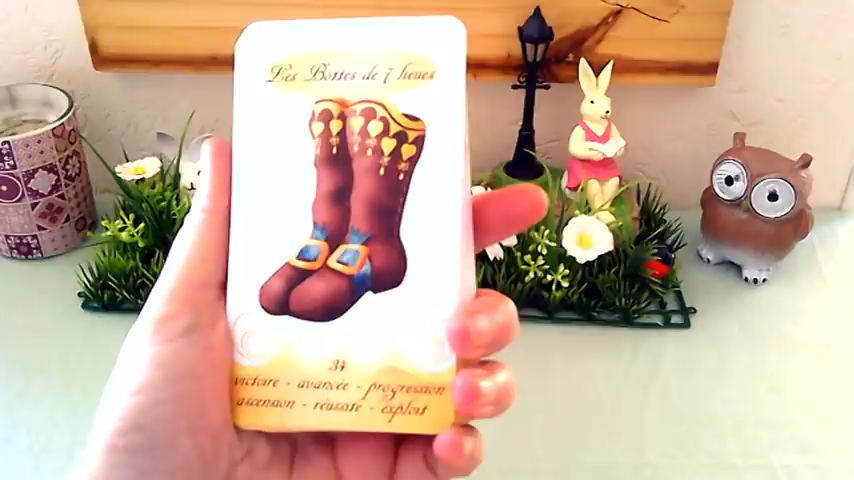 Les Bottes de 7 lieues
34
victoire - avancée - progression
ascension - réussite - exploit